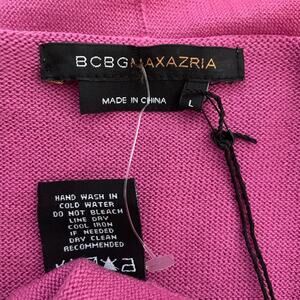 BCBGMAXAZRIA
MADE IN CHINA
L
HAND WASH IN
COLD WATER
DO NOT BLEACH
LINE DRY
COOL IRON
IF NEEDED
DRY CLEAN
RECOMMENDED